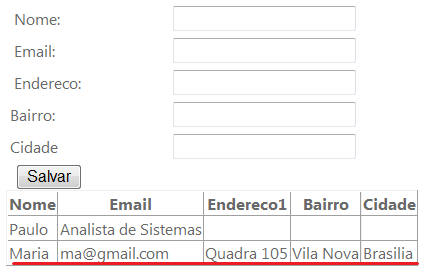 Nome:
Email:
Endereco:
Bairro:
Cidade
Salvar
Nome Email Endereco1 Bairro Cidade
Paulo Analista de Sistemas
Maria ma@gmail.com Quadra 105 Vila Nova Brasilia